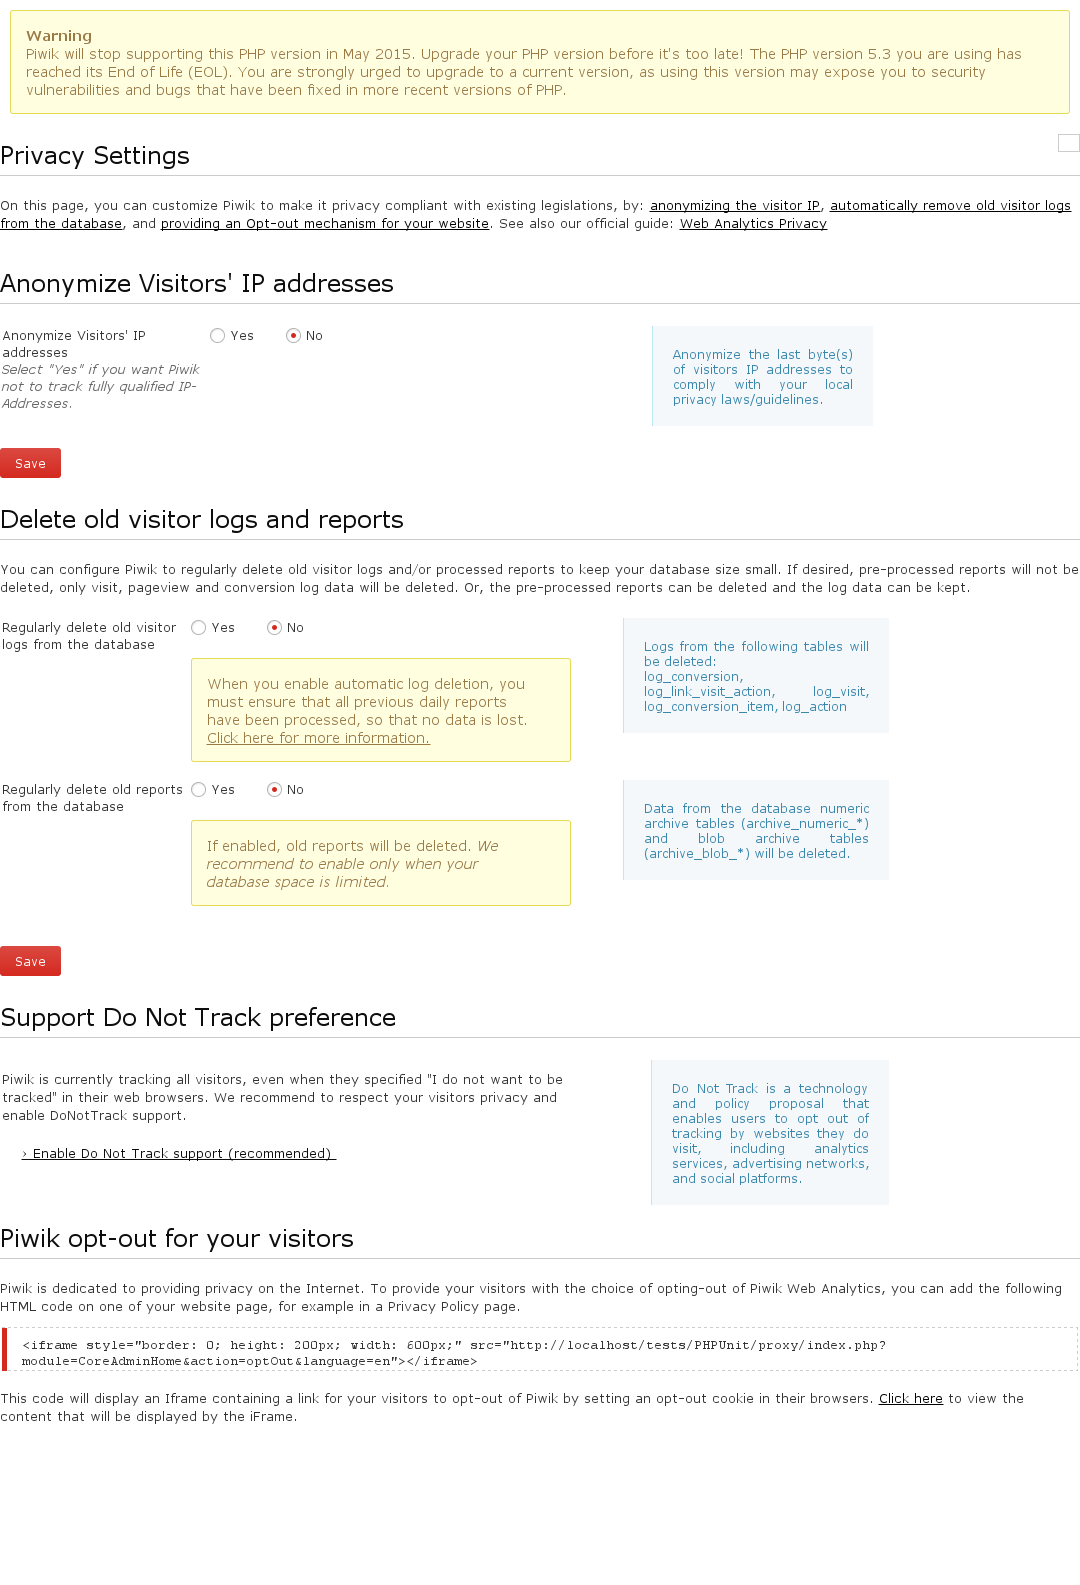 Warning
Piwik will stop supporting this PHP version in May 2015. Upgrade your PHP version before it's too late! The PHP version 5.3 you are using has
reached its End of Life (EOL). You are strongly urged to upgrade to a current version, as using this version may expose you to security
vulnerabilities and bugs that have been fixed in more recent versions of PHP.
Privacy Settings
On this page, you can customize Piwik to make it privacy compliant with existing legislations, by: anonymizing the visitor IP, automatically remove old visitor logs
from the database, and providing an Opt-out mechanism for your website. See also our official guide: Web Analytics Privacy
Anonymize Visitors' IP addresses
Anonymize Visitors' IP
addresses
Select "Yes" if you want Piwik
not to track fully qualified IP-
Addresses.
Yes No
Anonymize the last byte(s)
of visitors IP addresses to
comply with your local
privacy laws/guidelines.
Save
Delete old visitor logs and reports
You can configure Piwik to regularly delete old visitor logs and/or processed reports to keep your database size small. If desired, pre-processed reports will not be
deleted, only visit, pageview and conversion log data will be deleted. Or, the pre-processed reports can be deleted and the log data can be kept.
Regularly delete old visitor
logs from the database
Yes No
When you enable automatic log deletion, you
must ensure that all previous daily reports
have been processed, so that no data is lost.
Click here for more information.
Logs from the following tables will
be deleted:
log_conversion,
log_link_visit_action, log_visit,
log_conversion_item, log_action
Regularly delete old reports
from the database
Yes No
If enabled, old reports will be deleted. We
recommend to enable only when your
database space is limited.
Data from the database numeric
archive tables (archive_numeric_*)
and blob archive tables
(archive_blob_*) will be deleted.
Save
Support Do Not Track preference
Piwik is currently tracking all visitors, even when they specified "I do not want to be
tracked" in their web browsers. We recommend to respect your visitors privacy and
enable DoNotTrack support.
› Enable Do Not Track support (recommended)
Do Not Track is a technology
and policy proposal that
enables users to opt out of
tracking by websites they do
visit, including analytics
services, advertising networks,
and social platforms.
Piwik opt-out for your visitors
Piwik is dedicated to providing privacy on the Internet. To provide your visitors with the choice of opting-out of Piwik Web Analytics, you can add the following
HTML code on one of your website page, for example in a Privacy Policy page.
<iframe style="border: 0; height: 200px; width: 600px;" src="http://localhost/tests/PHPUnit/proxy/index.php?
module=CoreAdminHome&action=optOut&language=en"></iframe>
This code will display an Iframe containing a link for your visitors to opt-out of Piwik by setting an opt-out cookie in their browsers. Click here to view the
content that will be displayed by the iFrame.